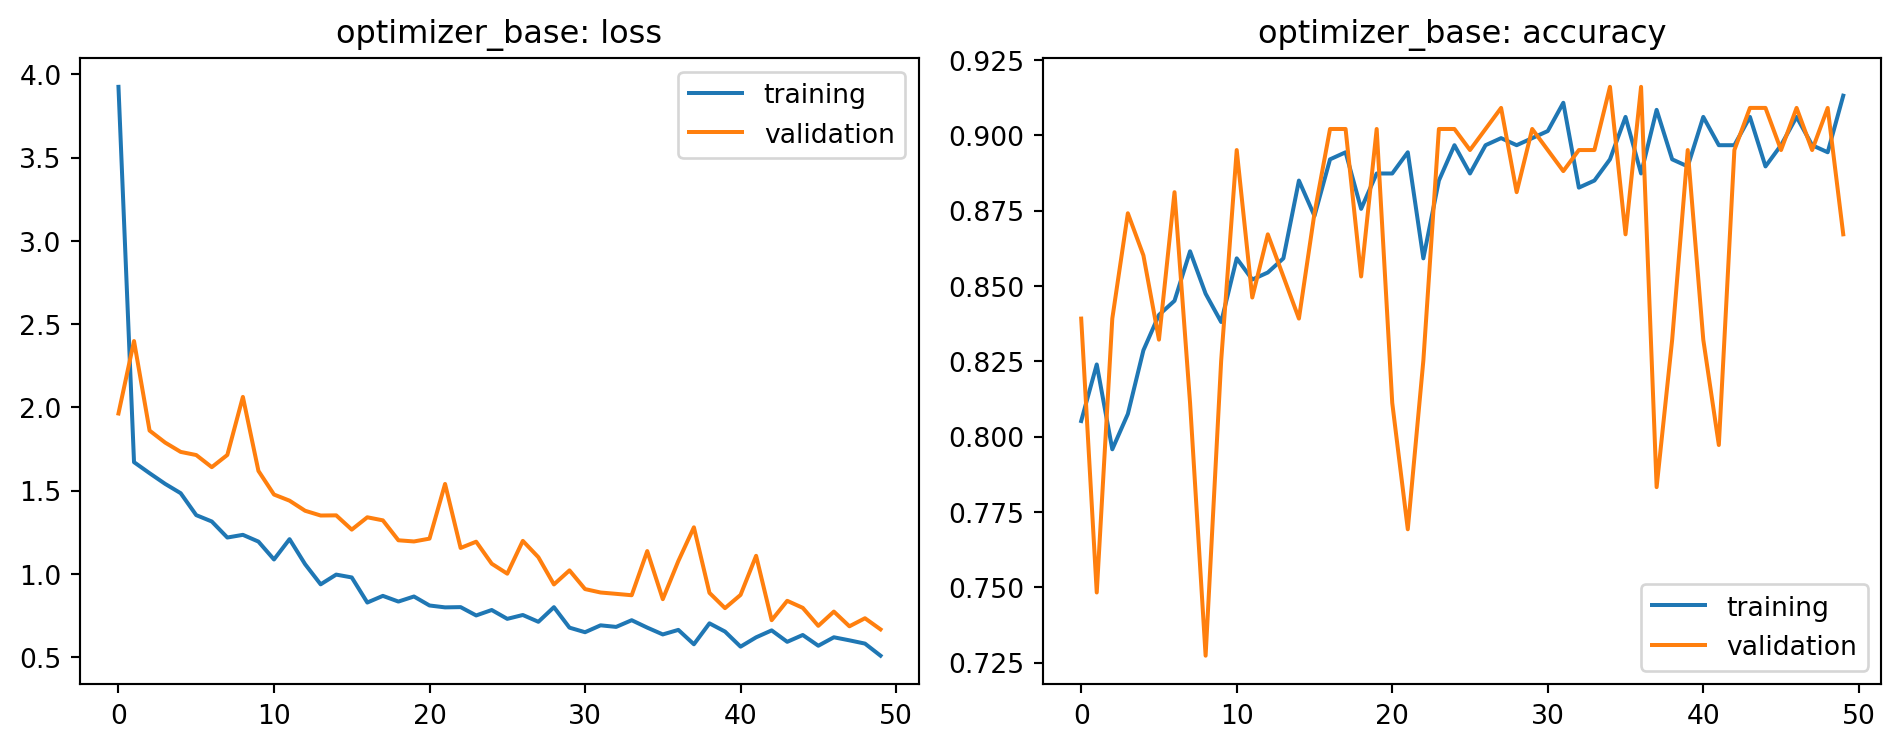 optimizer_base: loss
4.0
3.5
3.0
2.5
2.0
1.5
1.0
0.5
0 10 20 30 40 50
training
validation
optimizer_base: accuracy
0.925
0.900
0.875
0.850
0.825
0.800
0.775
0.750
0.725
0 10 20 30 40 50
training
validation